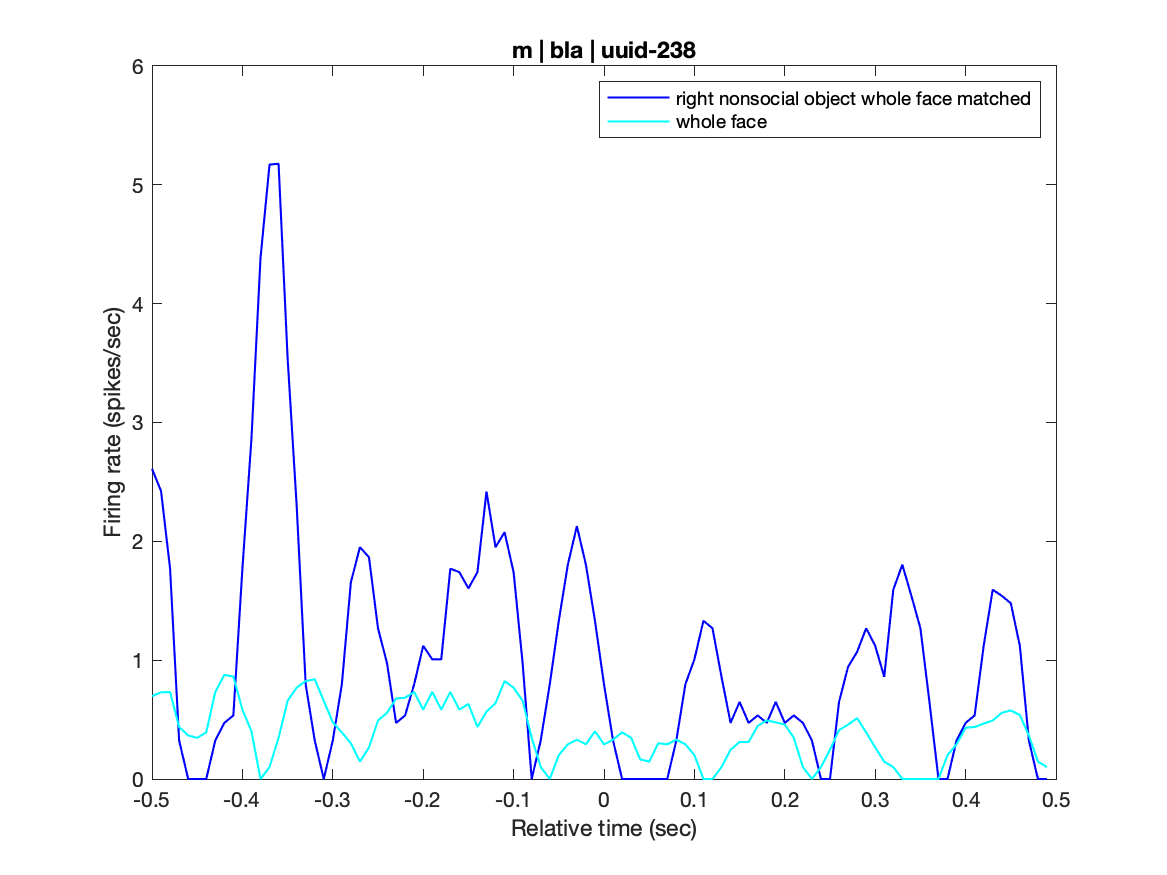 m | bla | uuid-238
right nonsocial object whole face matched
whole face
Firing rate (spikes/sec)
6
5
4
3
2
1
0
-0.5 -0.4 -0.3 -0.2 -0.1 0 0.1 0.2 0.3 0.4 0.5
Relative time (sec)